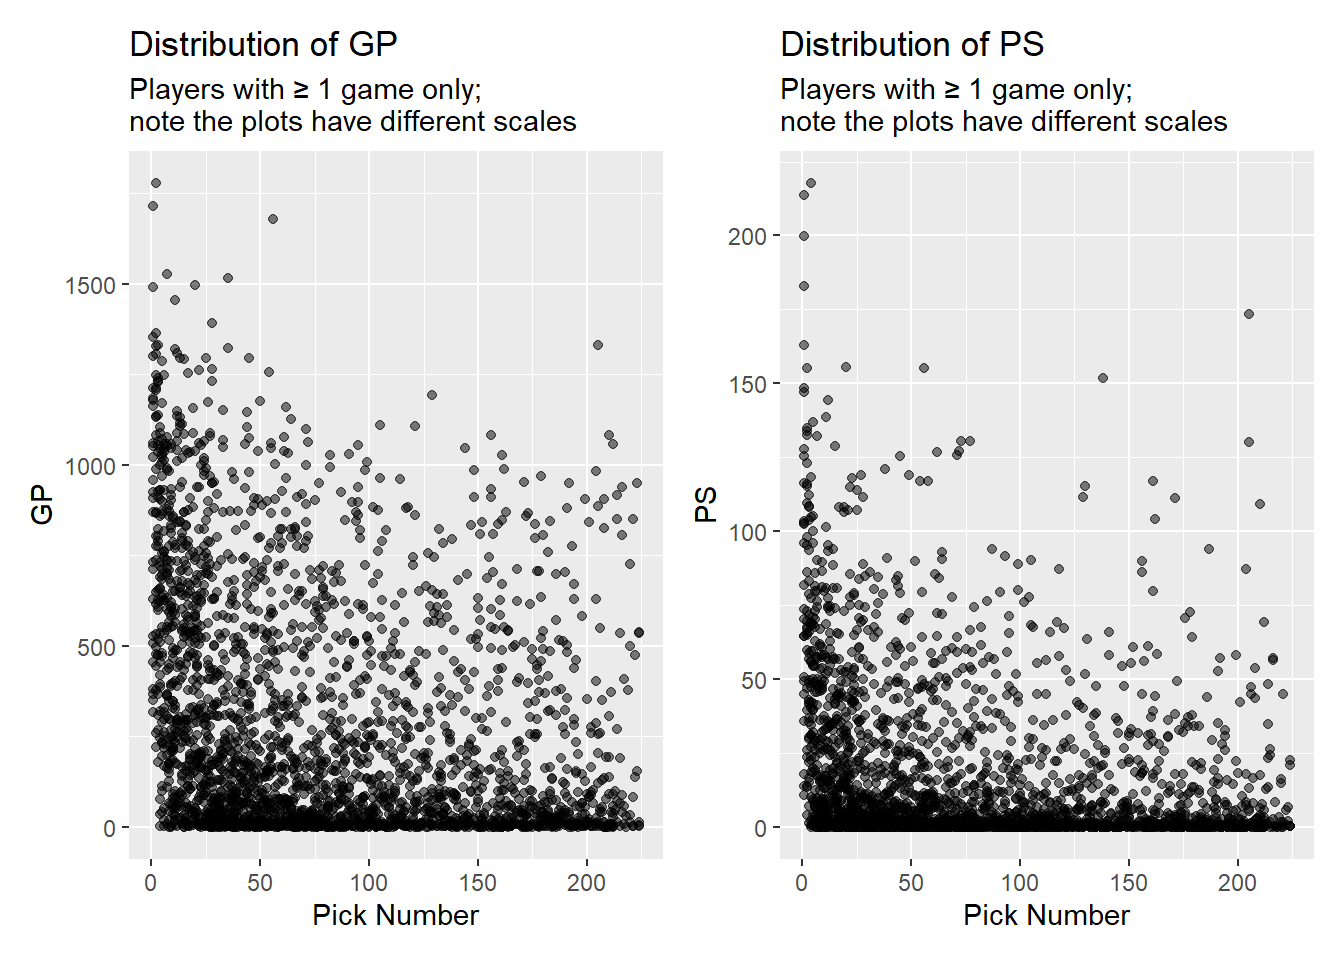 Distribution of GP
Players with ≥ 1 game only;
note the plots have different scales
GP
1500
1000
500
0
0 50 100 150 200
Pick Number
Distribution of PS
Players with ≥ 1 game only;
note the plots have different scales
PS
200
150
100
50
0
0 50 100 150 200
Pick Number